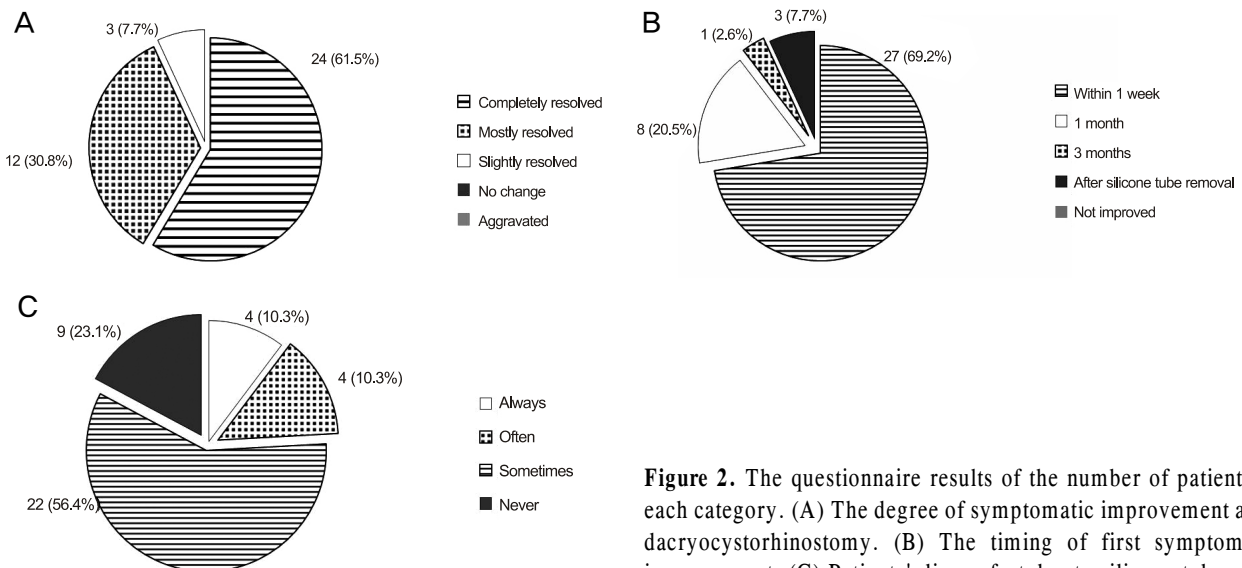 A
3 (7.7%)
24 (61.5%)
12 (30.8%)
Completely resolved
Mostly resolved
Slightly resolved
No change
Aggravated
B
3 (7.7%)
1 (2.6%)
27 (69.2%)
8 (20.5%)
Within 1 week
1 month
3 months
After silicone tube removal
Not improved
C
9 (23.1%)
4 (10.3%)
4 (10.3%)
22 (56.4%)
Always
Often
Sometimes
Never
Figure 2. The questionnaire results of the number of patient
each category. (A) The degree of symptomatic improvement a
dacryocystorhinostomy. (B) The timing of first symptom